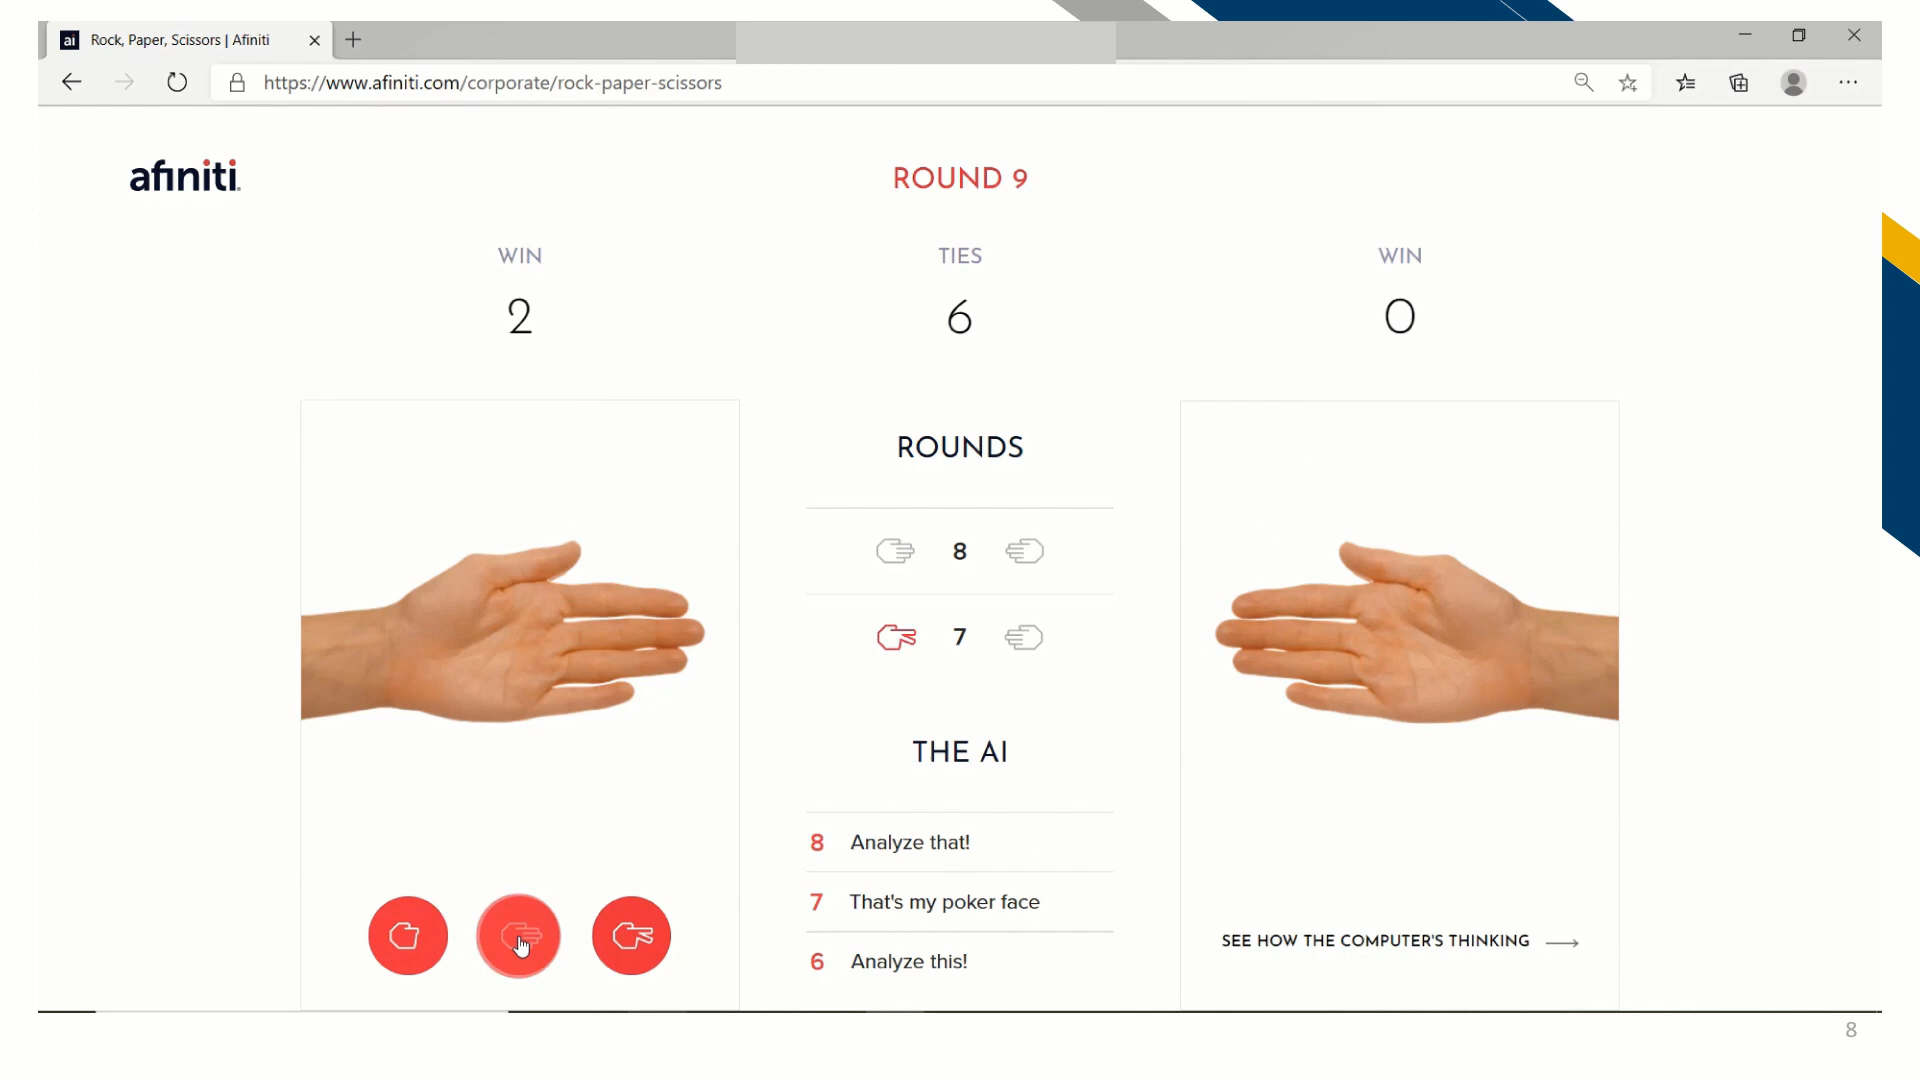 ai Rock, Paper, Scissors | Afiniti
https://www.afiniti.com/corporate/rock-paper-scissors
afiniti.
ROUND 9
WIN TIES WIN
2 6 0
ROUNDS
8
7
THE AI
8 Analyze that!
7 That's my poker face
6 Analyze this!
SEE HOW THE COMPUTER'S THINKING
8